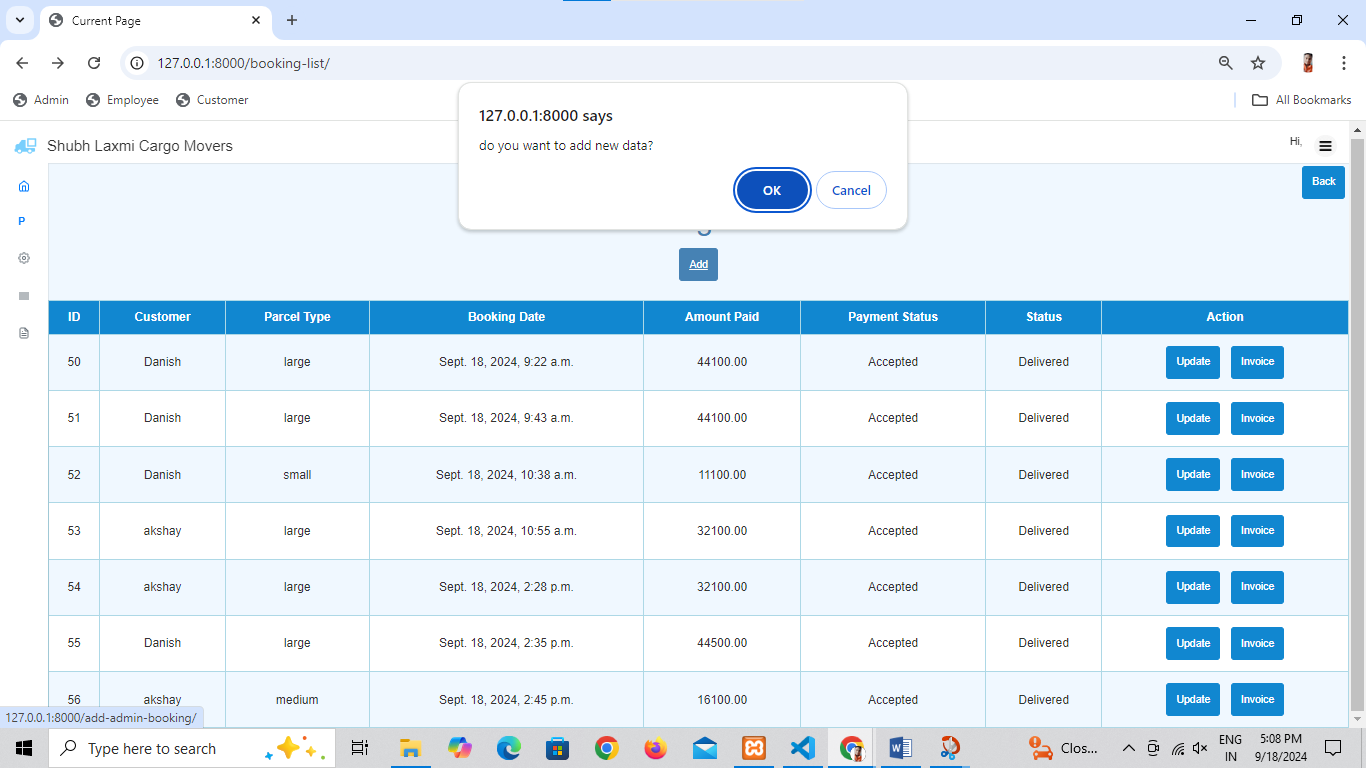 Current Page
127.0.0.1:8000/booking-list/
Admin Employee Customer All Bookmarks
127.0.0.1:8000 says
do you want to add new data?
OK Cancel
Shubh Laxmi Cargo Movers Hi,
Back
P
Add
ID Customer Parcel Type Booking Date Amount Paid Payment Status Status Action
50 Danish large Sept. 18, 2024, 9:22 a.m. 44100.00 Accepted Delivered Update Invoice
51 Danish large Sept. 18, 2024, 9:43 a.m. 44100.00 Accepted Delivered Update Invoice
52 Danish small Sept. 18, 2024, 10:38 a.m. 11100.00 Accepted Delivered Update Invoice
53 akshay large Sept. 18, 2024, 10:55 a.m. 32100.00 Accepted Delivered Update Invoice
54 akshay large Sept. 18, 2024, 2:28 p.m. 32100.00 Accepted Delivered Update Invoice
55 Danish large Sept. 18, 2024, 2:35 p.m. 44500.00 Accepted Delivered Update Invoice
56 akshay medium Sept. 18, 2024, 2:45 p.m. 16100.00 Accepted Delivered Update Invoice
127.0.0.1:8000/add-admin-booking/
Type here to search Clos... ENG 5:08 PM
IN 9/18/2024